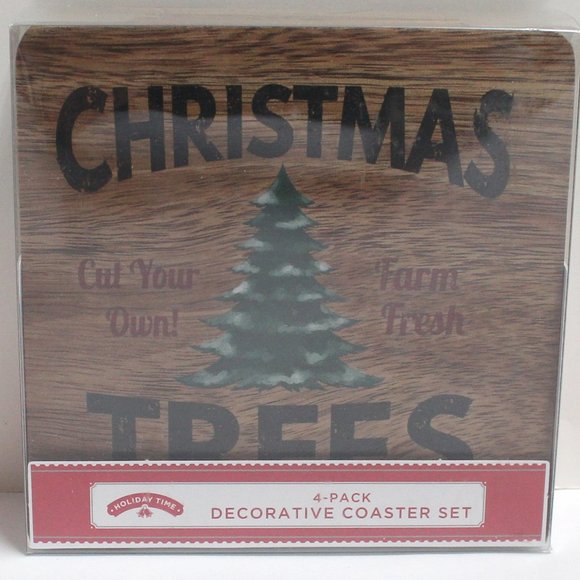 CHRISTMAS
Cut Your
Own!
Farm
Fresh
TREES
HOLIDAY TIME
4-PACK
DECORATIVE COASTER SET